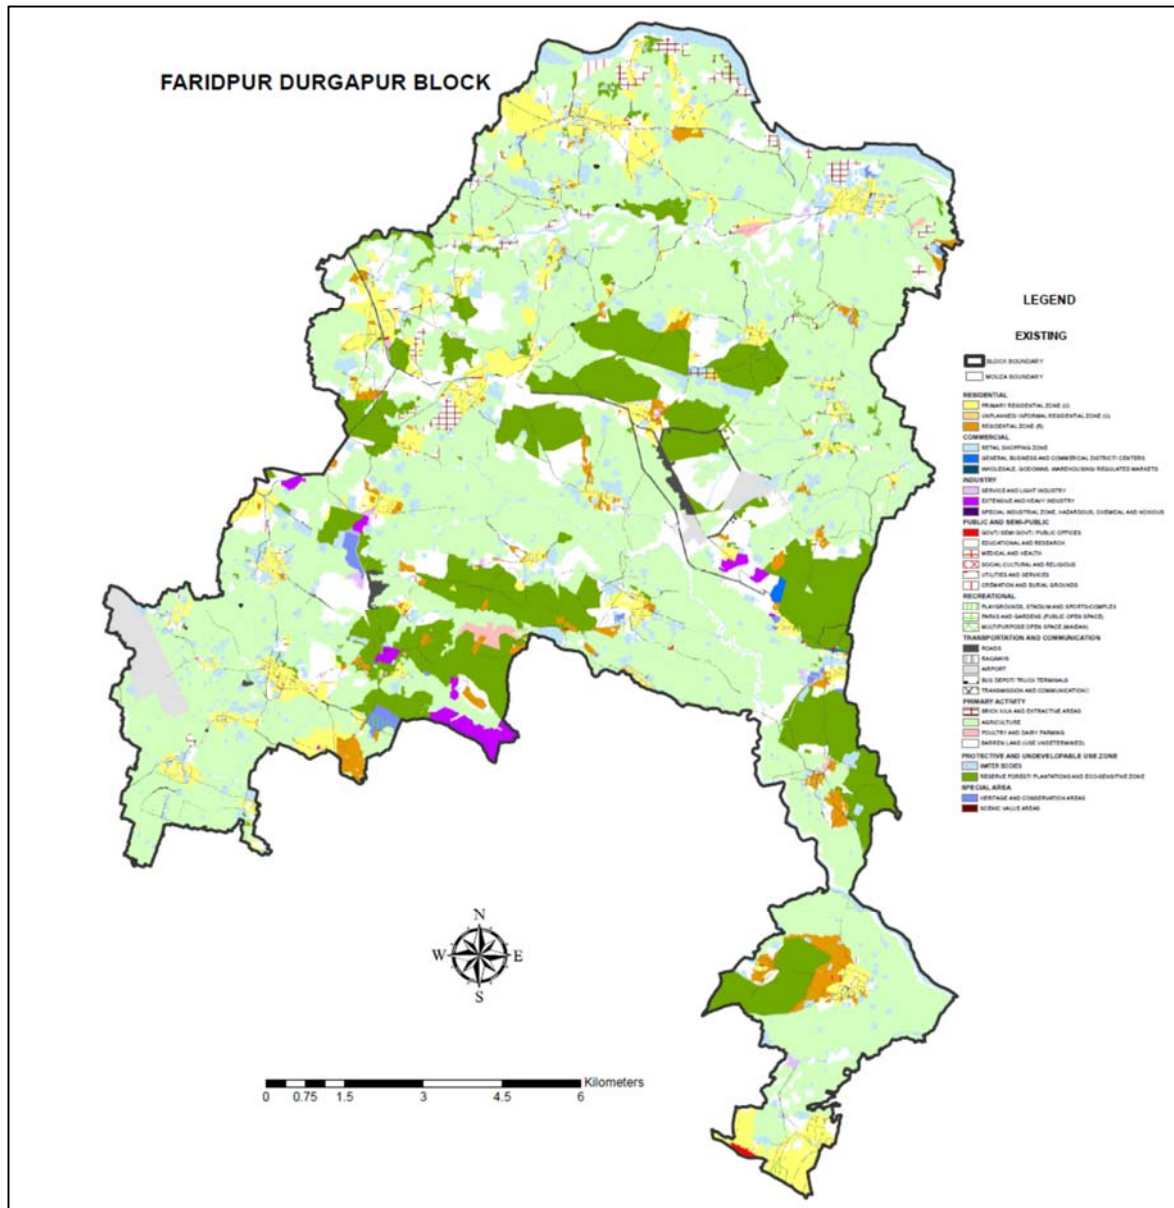 FARIDPUR DURGAPUR BLOCK
LEGEND
EXISTING
BLOCK BOUNDARY
MOUZA BOUNDARY
RESIDENTIAL
PRIMARY RESIDENTIAL ZONE (U)
UNPLANNED/ INFORMAL RESIDENTIAL ZONE (U)
RESIDENTIAL ZONE (R)
COMMERCIAL
RETAIL SHOPPING ZONE
GENERAL BUSINESS AND COMMERCIAL DISTRICT/ CENTERS
WHOLESALE, GODOWNS, WAREHOUSING/ REGULATED MARKETS
INDUSTRY
SERVICE AND LIGHT INDUSTRY
EXTENSIVE AND HEAVY INDUSTRY
SPECIAL INDUSTRIAL ZONE, HAZARDOUS, CHEMICAL AND NOXIOUS
PUBLIC AND SEMI-PUBLIC
GOVT./ SEMI GOVT./ PUBLIC OFFICES
EDUCATIONAL AND RESEARCH
MEDICAL AND HEALTH
SOCIAL CULTURAL AND RELIGIOUS
UTILITIES AND SERVICES
CREMATION AND BURIAL GROUNDS
RECREATIONAL
PLAYGROUNDS, STADIUM AND SPORTS-COMPLEX
PARKS AND GARDENS (PUBLIC OPEN SPACE)
MULTIPURPOSE OPEN SPACE (MAIDAN)
TRANSPORTATION AND COMMUNICATION
ROADS
RAILWAYS
AIRPORT
BUS DEPOT/ TRUCK TERMINALS
TRANSMISSION AND COMMUNICATION
PRIMARY ACTIVITY
BRICK KILN AND EXTRACTIVE AREAS
AGRICULTURE
POULTRY AND DAIRY FARMING
BARREN LAND (USE UNDETERMINED)
PROTECTIVE AND UNDEVELOPABLE USE ZONE
WATER BODIES
RESERVE FOREST/ PLANTATIONS AND ECO-SENSITIVE ZONE
SPECIAL AREA
HERITAGE AND CONSERVATION AREAS
SCENIC VALUE AREAS
N
W E
S
Kilometers
0 0.75 1.5 3 4.5 6